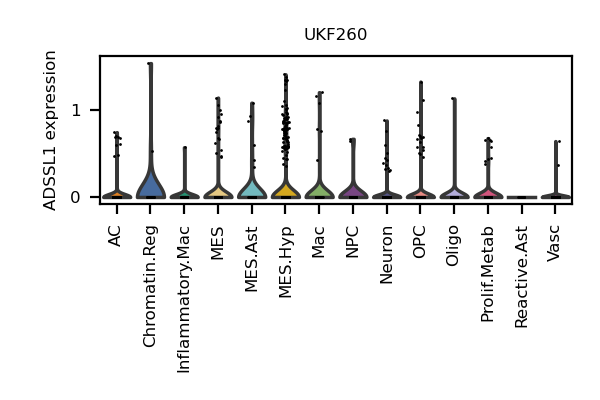 UKF260
ADSSL1 expression
1
0
AC
Chromatin.Reg
Inflammatory.Mac
MES
MES.Ast
MES.Hyp
Mac
NPC
Neuron
OPC
Oligo
Prolif.Metab
Reactive.Ast
Vasc